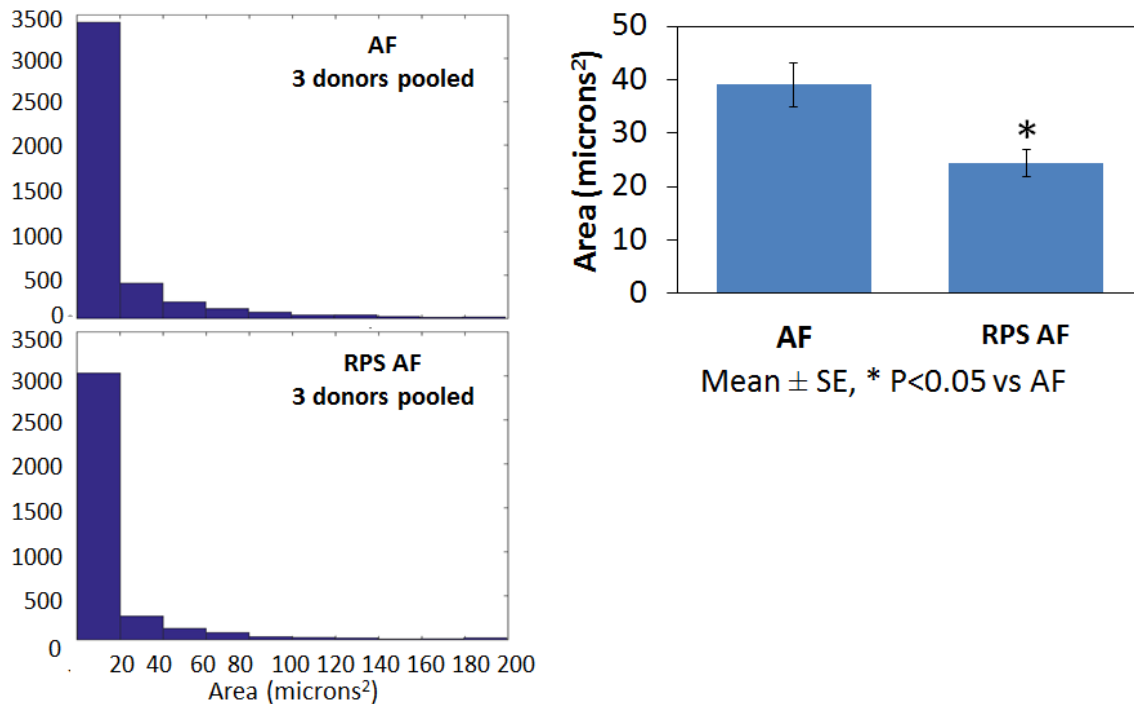 3500
3000
2500
2000
1500
1000
500
0
AF
3 donors pooled
3500
3000
2500
2000
1500
1000
500
0
RPS AF
3 donors pooled
20 40 60 80 100 120 140 160 180 200
Area (microns²)
50
40
30
20
10
0
Area (microns²)
*
AF RPS AF
Mean ± SE, * P<0.05 vs AF